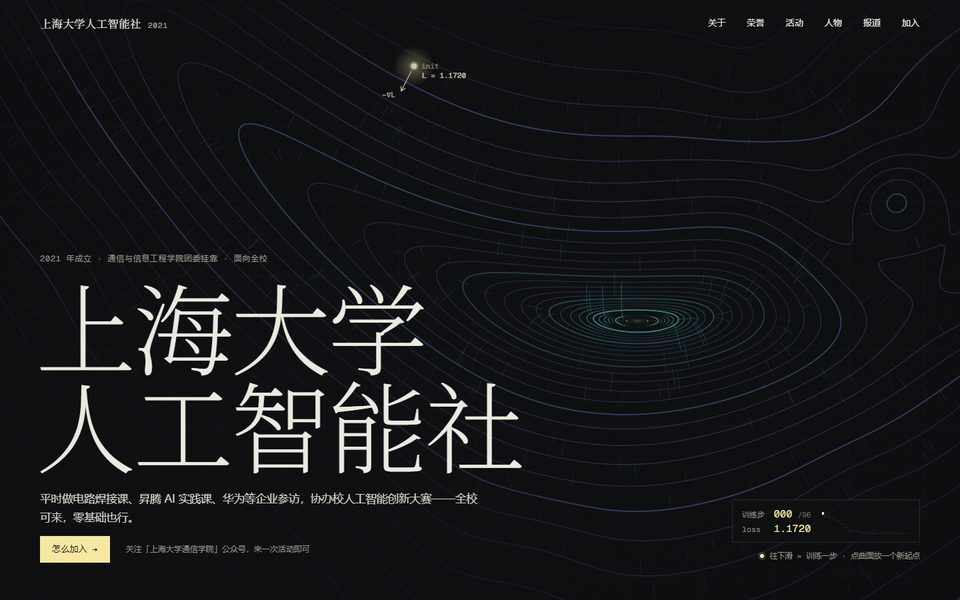 上海大学人工智能社 2021
关于 荣誉 活动 人物 报道 加入
init
L = 1.1720
-∇L
2021 年成立 · 通信与信息工程学院团委挂靠 · 面向全校
上海大学
人工智能社
平时做电路焊接课、昇腾 AI 实践课、华为等企业参访，协办校人工智能创新大赛——全校
可来，零基础也行。
怎么加入 →
关注「上海大学通信学院」公众号，来一次活动即可
训练步 000 /96
loss 1.1720
往下滑 = 训练一步 · 点曲面放一个新起点